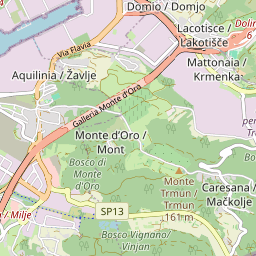 Domio /
Domjo
Lacotisce /
Lakotišče
Via Flavia
Aquilinia / Žavlje
Mattonaia /
Krmenka
Galleria Monte d'Oro
Monte d'Oro /
Mont
Bosco di
Monte
d'Oro
Monte
Trmun /
Trmun
161 m
Caresana /
Mačkolje
/ Milje
SP13
Bosco Vignano/
Vinjan